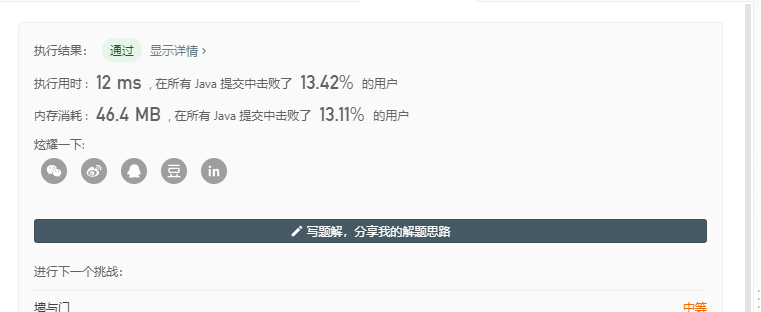 执行结果： 通过 显示详情 ›
执行用时： 12 ms , 在所有 Java 提交中击败了 13.42% 的用户
内存消耗： 46.4 MB , 在所有 Java 提交中击败了 13.11% 的用户
炫耀一下:
豆 in
写题解，分享我的解题思路
进行下一个挑战：
墙与门 中等